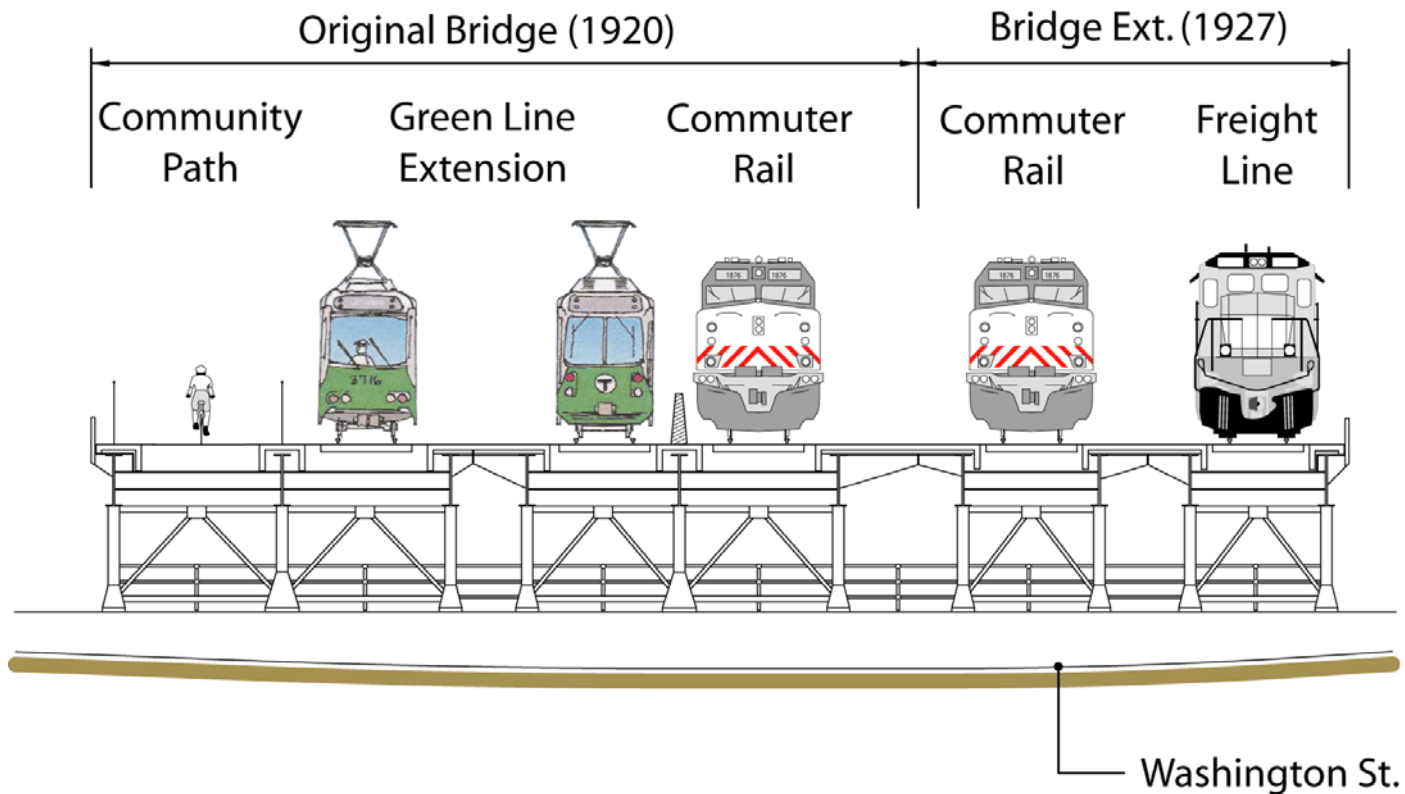 Original Bridge (1920)
Bridge Ext. (1927)
Community
Path
Green Line
Extension
Commuter
Rail
Commuter
Rail
Freight
Line
3716
T
1876 1876
1876 1876
Washington St.